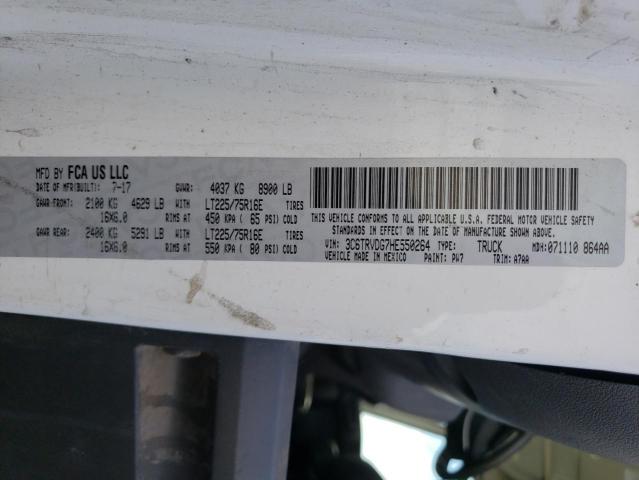 MFD BY FCA US LLC
DATE OF MFR(BUILT): 7-17 GVWR: 4037 KG 8900 LB
GAWR-FRONT: 2100 KG 4629 LB WITH LT225/75R16E TIRES
16X6.0 RIMS AT 450 KPA ( 65 PSI) COLD
GAWR REAR: 2400 KG 5291 LB WITH LT225/75R16E TIRES
16X6.0 RIMS AT 550 KPA ( 80 PSI) COLD
THIS VEHICLE CONFORMS TO ALL APPLICABLE U.S.A. FEDERAL MOTOR VEHICLE SAFETY
STANDARDS IN EFFECT ON THE DATE OF MANUFACTURE SHOWN ABOVE.
VIN: 3C6TRVDG7HE550264 TYPE: TRUCK MDH: 071110 864AA
VEHICLE MADE IN MEXICO PAINT: PW7 TRIM: A7AA